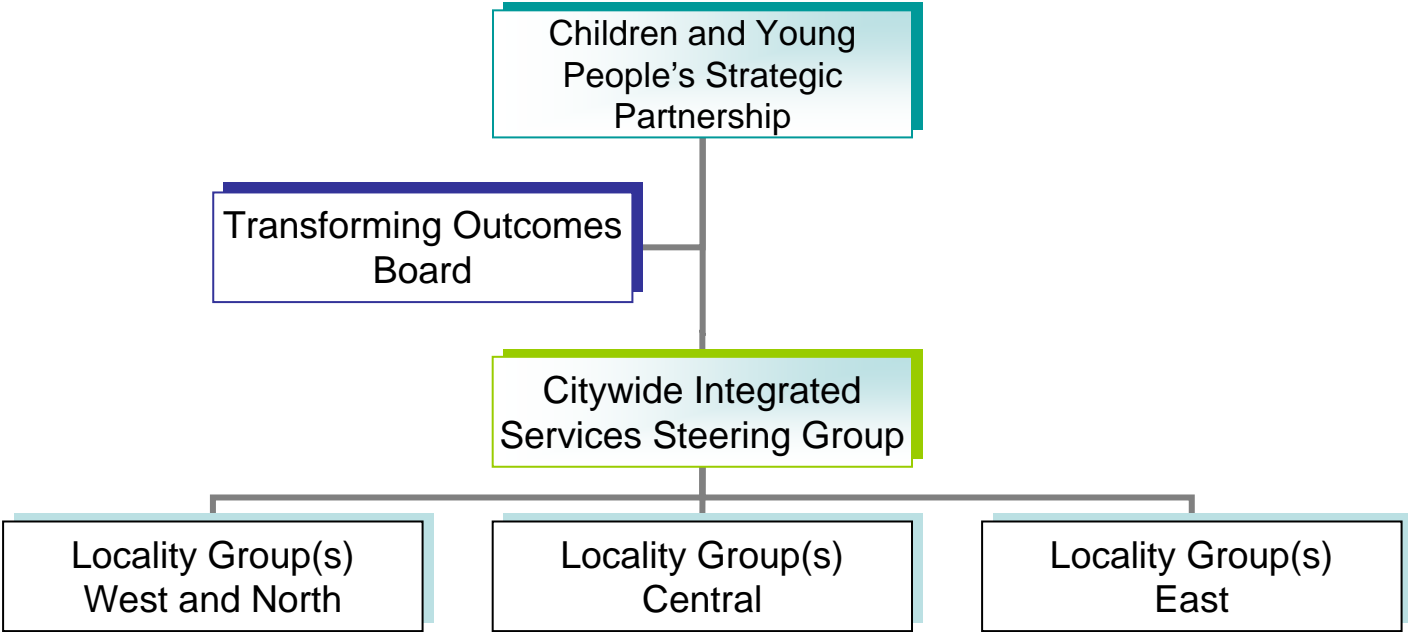 Children and Young
People’s Strategic
Partnership
Transforming Outcomes
Board
Citywide Integrated
Services Steering Group
Locality Group(s)
West and North
Locality Group(s)
Central
Locality Group(s)
East